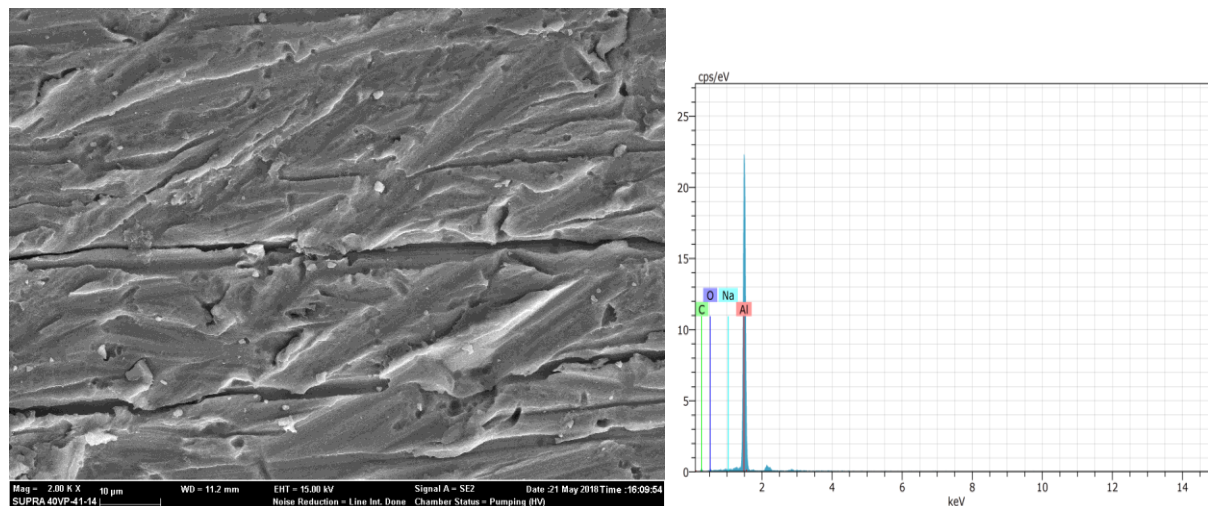 Mag = 2.00 K X 10 µm WD = 11.2 mm EHT = 15.00 kV Signal A = SE2 Date :21 May 2018 Time :16:09:54
SUPRA 40VP-41-14 Noise Reduction = Line Int. Done Chamber Status = Pumping (HV)
cps/eV
25
20
15
O Na
C Al
10
5
0
2 4 6 8 10 12 14
keV